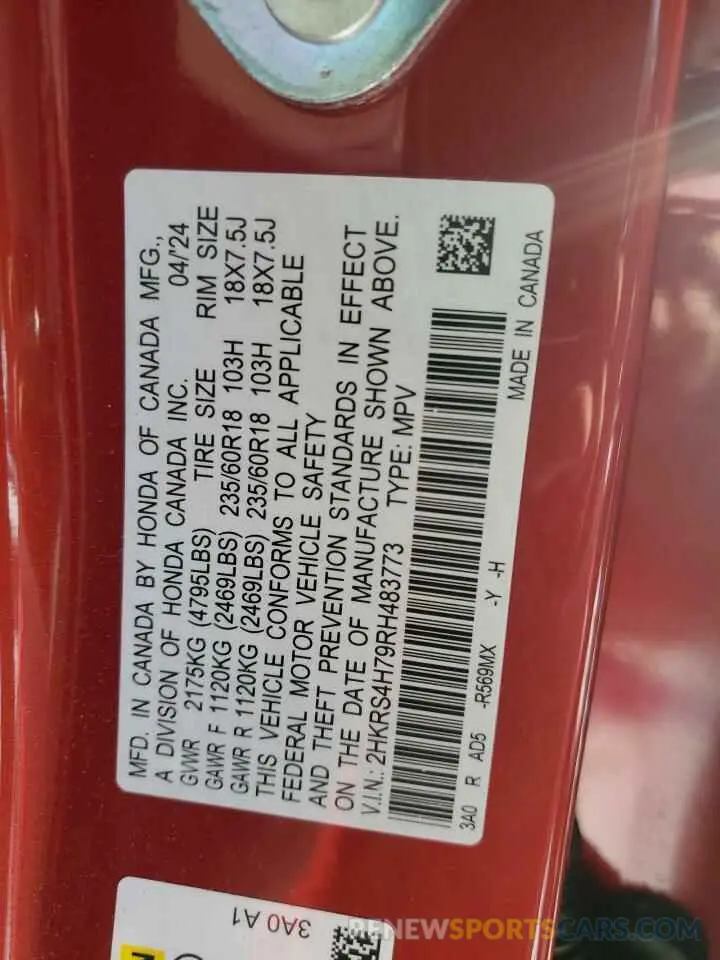 MFD. IN CANADA BY HONDA OF CANADA MFG.,
A DIVISION OF HONDA CANADA INC. 04/'24
GVWR 2175KG (4795LBS) TIRE SIZE RIM SIZE
GAWR F 1120KG (2469LBS) 235/60R18 103H 18X7.5J
GAWR R 1120KG (2469LBS) 235/60R18 103H 18X7.5J
THIS VEHICLE CONFORMS TO ALL APPLICABLE
FEDERAL MOTOR VEHICLE SAFETY
AND THEFT PREVENTION STANDARDS IN EFFECT
ON THE DATE OF MANUFACTURE SHOWN ABOVE.
V.I.N.: 2HKRS4H79RH483773 TYPE: MPV
3A0 R AD5 -R569MX -Y -H
MADE IN CANADA
3A0 A1
RENEWSPORTSCARS.COM